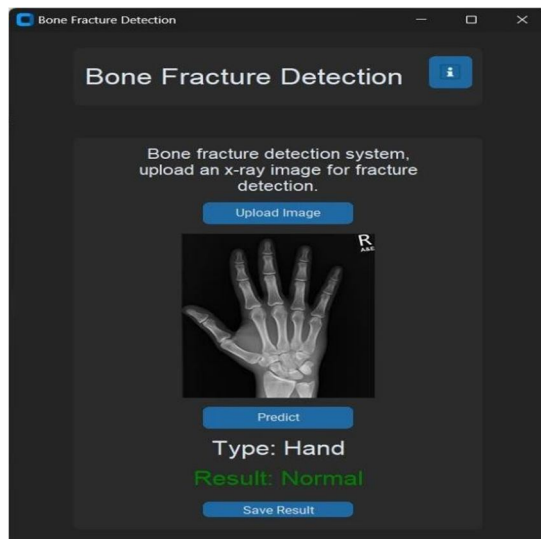 Bone Fracture Detection
Bone Fracture Detection
i
Bone fracture detection system,
upload an x-ray image for fracture
detection.
Upload Image
R
A&E
Predict
Type: Hand
Result: Normal
Save Result